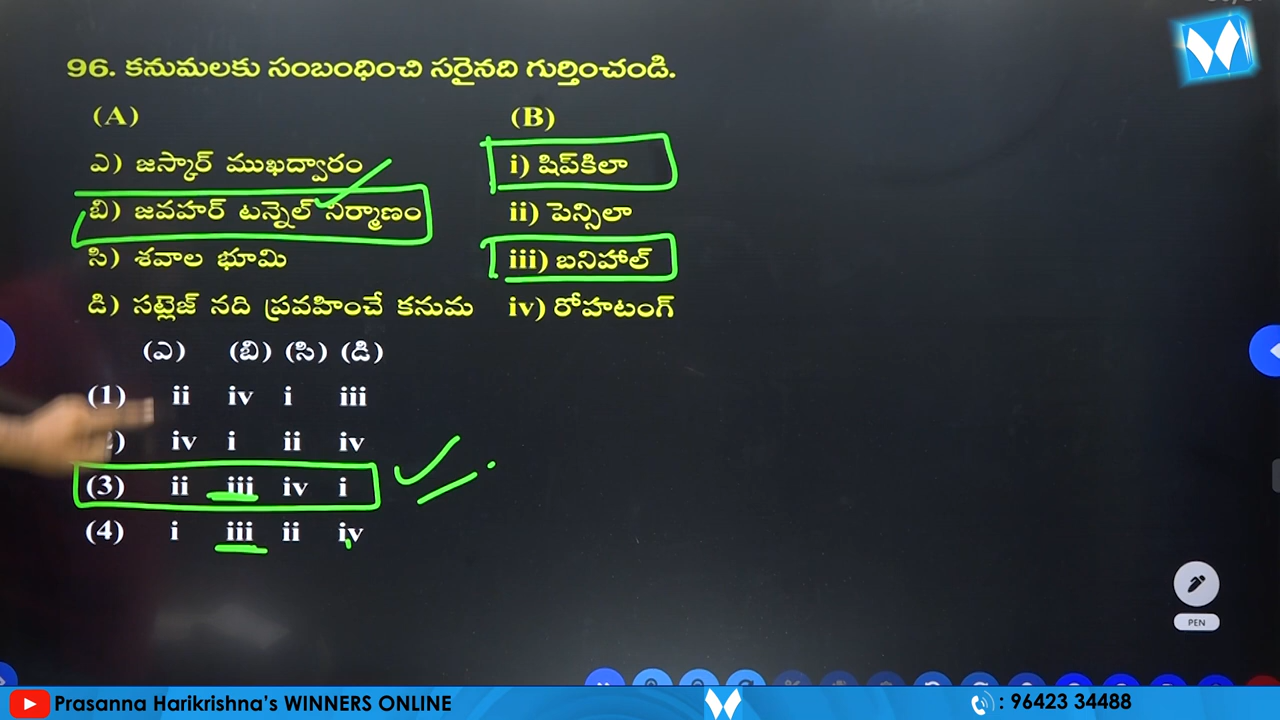 96. కనుమలకు సంబంధించి సరైనది గుర్తించండి.
(A) (B)
ఎ) జస్కార్ ముఖద్వారం i) షిప్‌కిలా
బి) జవహర్ టన్నెల్ నిర్మాణం ii) పెన్సిలా
సి) శవాల భూమి iii) బనిహాల్
డి) సట్లెజ్ నది ప్రవహించే కనుమ iv) రోహటంగ్
(ఎ) (బి) (సి) (డి)
(1) ii iv i iii
iv i ii iv
(3) ii iii iv i
(4) i iii ii iv
PEN
Prasanna Harikrishna's WINNERS ONLINE : 96423 34488